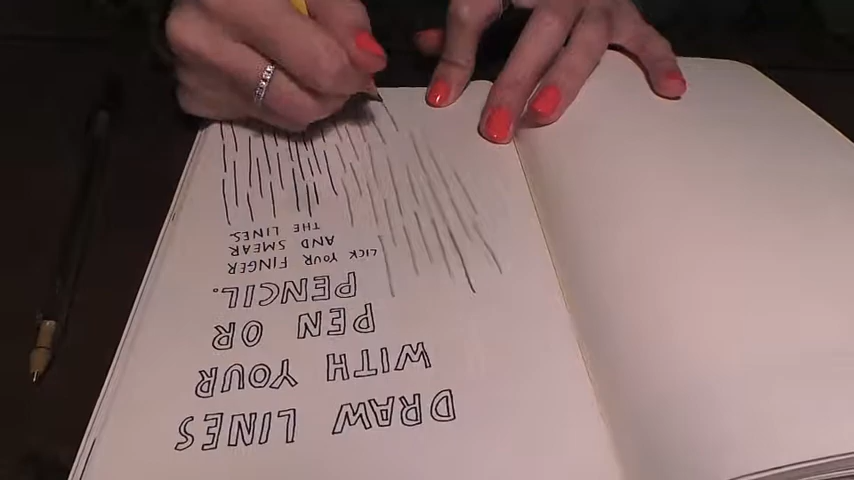 DRAW LINES
WITH YOUR
PEN OR
PENCIL.
LICK YOUR FINGER
AND SMEAR
THE LINES.